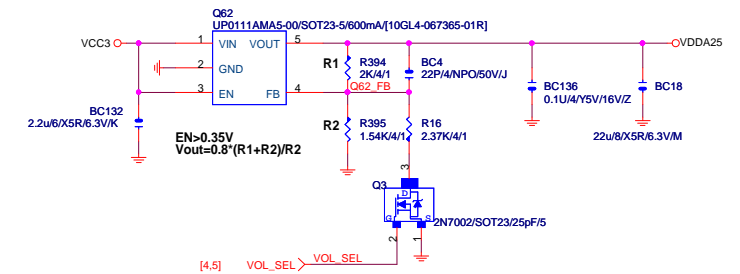 Q62
UP0111AMA5-00/SOT23-5/600mA/[10GL4-067365-01R]
VCC3
1
VIN
VOUT
5
VDDA25
2
GND
3
EN
FB
4
R1
R394
2K/4/1
BC4
22P/4/NPO/50V/J
Q62_FB
BC136
0.1U/4/Y5V/16V/Z
BC18
22u/8/X5R/6.3V/M
BC132
2.2u/6/X5R/6.3V/K
R2
R395
1.54K/4/1
R16
2.37K/4/1
EN>0.35V
Vout=0.8*(R1+R2)/R2
3
Q3
D
G
S
2N7002/SOT23/25pF/5
2
1
[4,5]
VOL_SEL
VOL_SEL